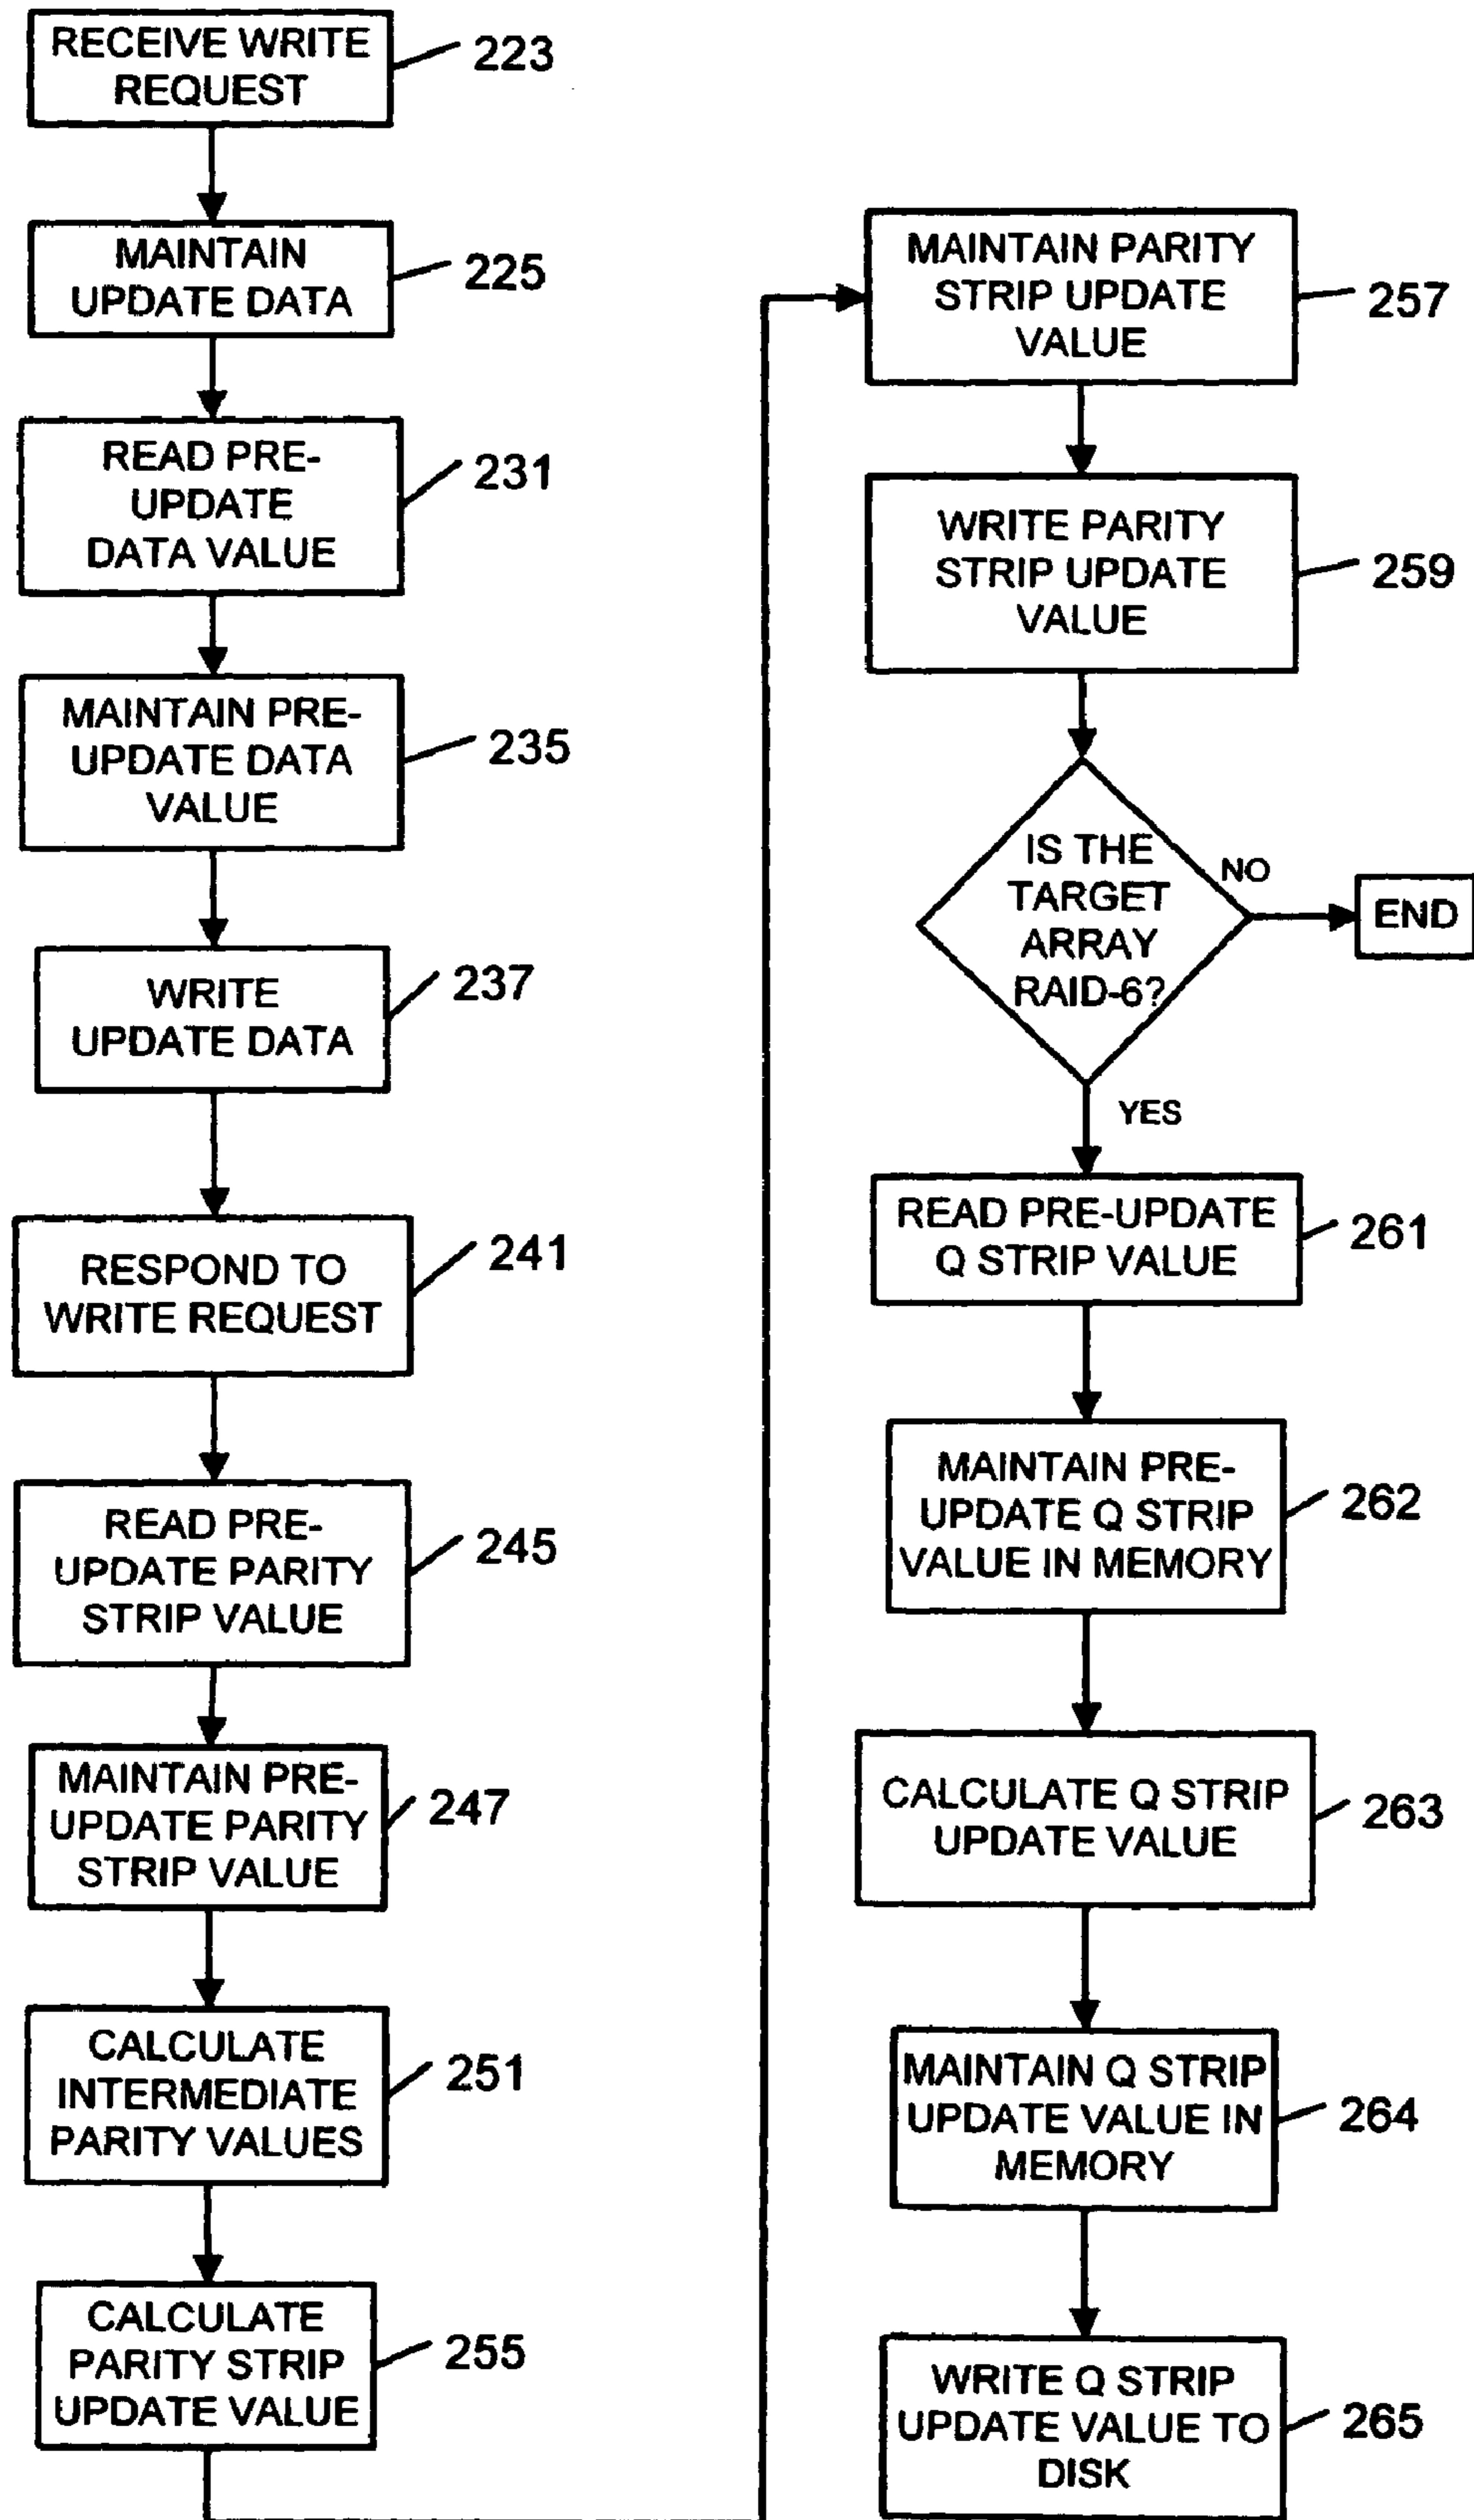 RECEIVE WRITE
REQUEST
223
MAINTAIN
UPDATE DATA
225
READ PRE-
UPDATE
DATA VALUE
231
MAINTAIN PRE-
UPDATE DATA
VALUE
235
WRITE
UPDATE DATA
237
RESPOND TO
WRITE REQUEST
241
READ PRE-
UPDATE PARITY
STRIP VALUE
245
MAINTAIN PRE-
UPDATE PARITY
STRIP VALUE
247
CALCULATE
INTERMEDIATE
PARITY VALUES
251
CALCULATE
PARITY STRIP
UPDATE VALUE
255
MAINTAIN PARITY
STRIP UPDATE
VALUE
257
WRITE PARITY
STRIP UPDATE
VALUE
259
IS THE
TARGET
ARRAY
RAID-6?
NO
END
YES
READ PRE-UPDATE
Q STRIP VALUE
261
MAINTAIN PRE-
UPDATE Q STRIP
VALUE IN MEMORY
262
CALCULATE Q STRIP
UPDATE VALUE
263
MAINTAIN Q STRIP
UPDATE VALUE IN
MEMORY
264
WRITE Q STRIP
UPDATE VALUE TO
DISK
265